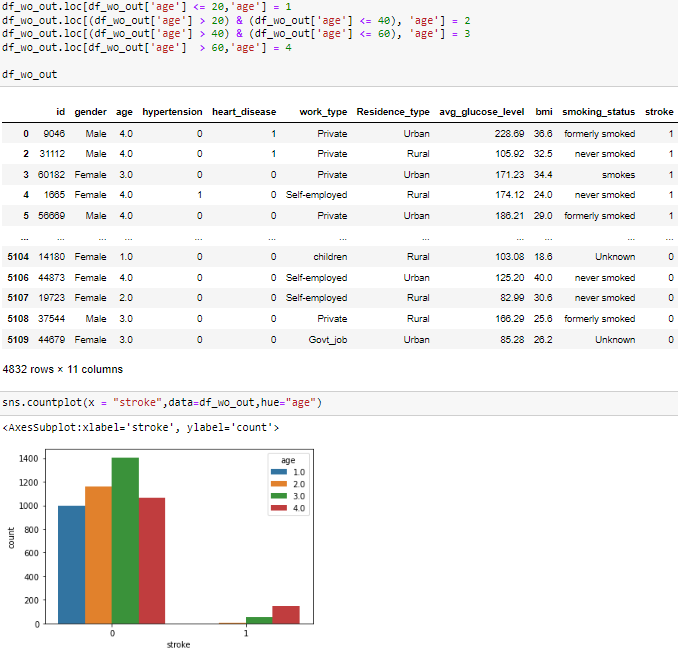 df_wo_out.loc[df_wo_out['age'] <= 20,'age'] = 1
df_wo_out.loc[(df_wo_out['age'] > 20) & (df_wo_out['age'] <= 40), 'age'] = 2
df_wo_out.loc[(df_wo_out['age'] > 40) & (df_wo_out['age'] <= 60), 'age'] = 3
df_wo_out.loc[df_wo_out['age']  > 60,'age'] = 4
df_wo_out
id gender age hypertension heart_disease work_type Residence_type avg_glucose_level bmi smoking_status stroke
0 9046 Male 4.0 0 1 Private Urban 228.69 36.6 formerly smoked 1
2 31112 Male 4.0 0 1 Private Rural 105.92 32.5 never smoked 1
3 60182 Female 3.0 0 0 Private Urban 171.23 34.4 smokes 1
4 1665 Female 4.0 1 0 Self-employed Rural 174.12 24.0 never smoked 1
5 56669 Male 4.0 0 0 Private Urban 186.21 29.0 formerly smoked 1
... ... ... ... ... ... ... ... ... ... ... ...
5104 14180 Female 1.0 0 0 children Rural 103.08 18.6 Unknown 0
5106 44873 Female 4.0 0 0 Self-employed Urban 125.20 40.0 never smoked 0
5107 19723 Female 2.0 0 0 Self-employed Rural 82.99 30.6 never smoked 0
5108 37544 Male 3.0 0 0 Private Rural 166.29 25.6 formerly smoked 0
5109 44679 Female 3.0 0 0 Govt_job Urban 85.28 26.2 Unknown 0
4832 rows × 11 columns
sns.countplot(x = "stroke",data=df_wo_out,hue="age")
<AxesSubplot:xlabel='stroke', ylabel='count'>
1400
1200
1000
800
600
400
200
0
count
age
1.0
2.0
3.0
4.0
0 1
stroke